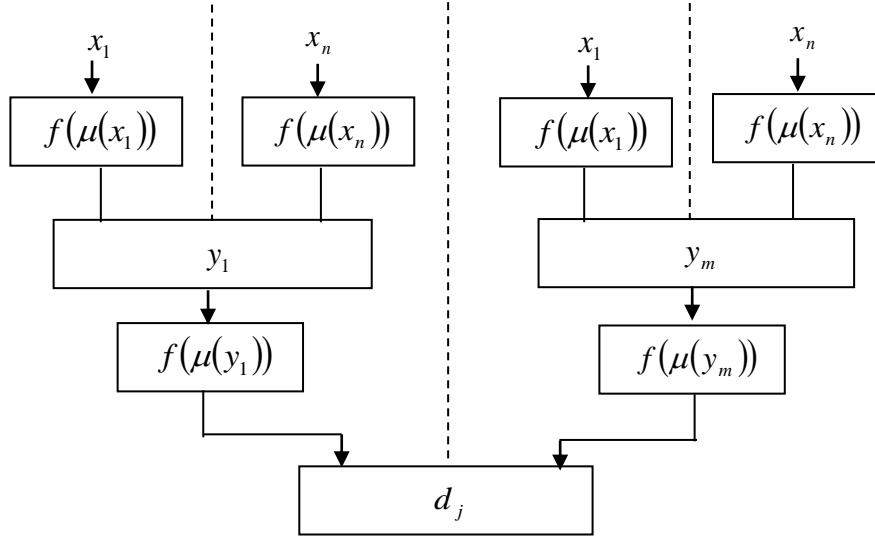 x₁ xₙ x₁ xₙ
f(μ(x₁)) f(μ(xₙ)) f(μ(x₁)) f(μ(xₙ))
y₁ yₘ
f(μ(y₁)) f(μ(yₘ))
dⱼ